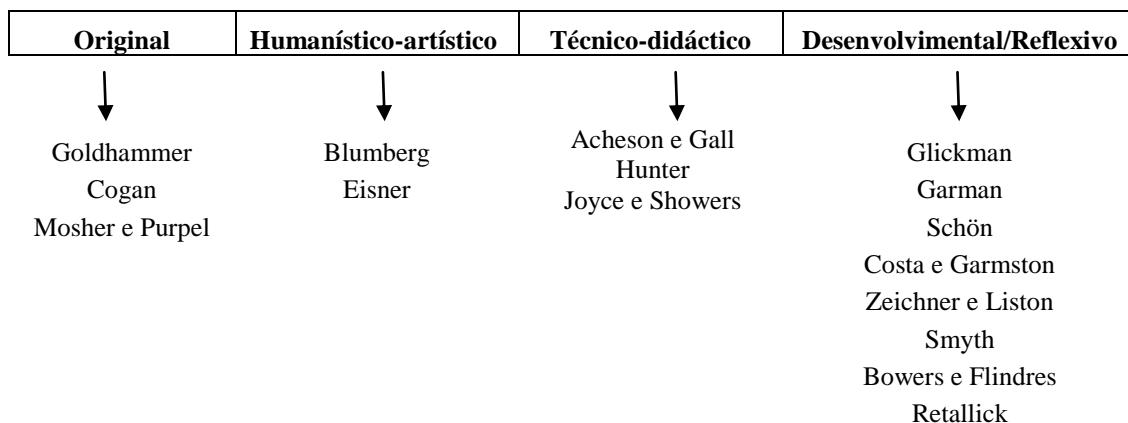 Original
Humanístico-artístico
Técnico-didáctico
Desenvolvimental/Reflexivo
Goldhammer
Cogan
Mosher e Purpel
Blumberg
Eisner
Acheson e Gall
Hunter
Joyce e Showers
Glickman
Garman
Schön
Costa e Garmston
Zeichner e Liston
Smyth
Bowers e Flindres
Retallick